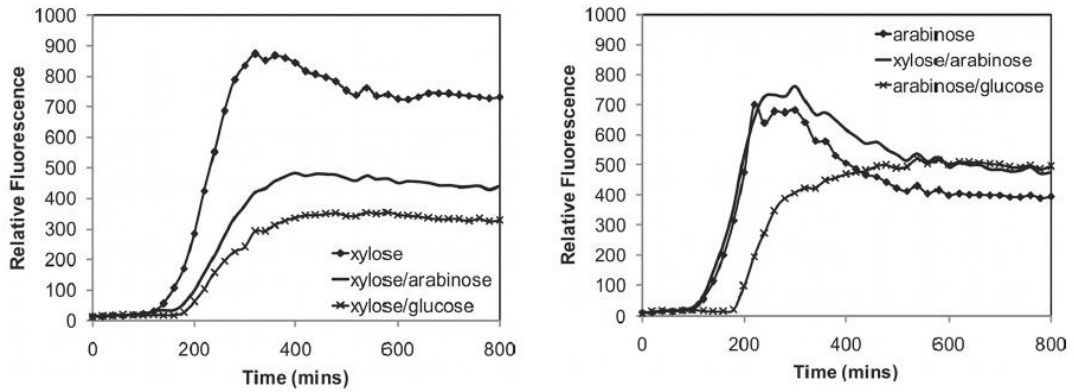 1000
900
800
700
600
500
400
300
200
100
0
Relative Fluorescence
xylose
xylose/arabinose
xylose/glucose
0 200 400 600 800
Time (mins)
1000
900
800
700
600
500
400
300
200
100
0
Relative Fluorescence
arabinose
xylose/arabinose
arabinose/glucose
0 200 400 600 800
Time (mins)